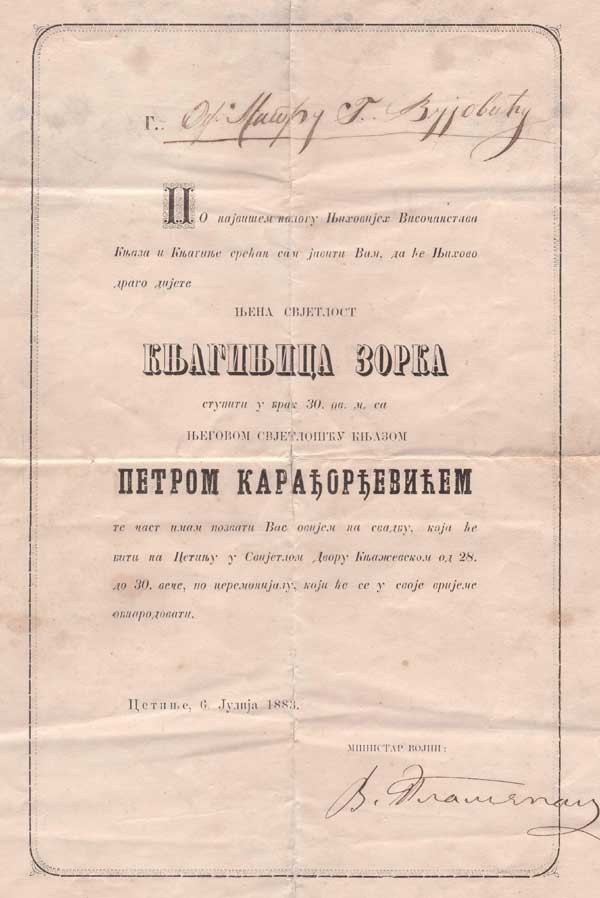 Г.
По највишем налогу Њиховијех Височанстава
Књаза и Књагиње срећан сам јавити Вам, да ће Њихово
драго дијете
ЊЕНА СВЈЕТЛОСТ
КЊАГИЊИЦА ЗОРКА
ступити у брак 30. ов. м. са
ЊЕГОВОМ СВЈЕТЛОШЋУ КЊАЗОМ
ПЕТРОМ КАРАЂОРЂЕВИЋЕМ
те част имам позвати Вас овијем на свадбу, која ће
бити на Цетињу у Свијетлом Двору Књажевском од 28.
до 30. вече, по церемонијалу, који ће се у своје вријеме
обнародовати.
Цетиње, 6. Јулија 1883.
МИНИСТАР ВОЈНИ:
В. Пламенац